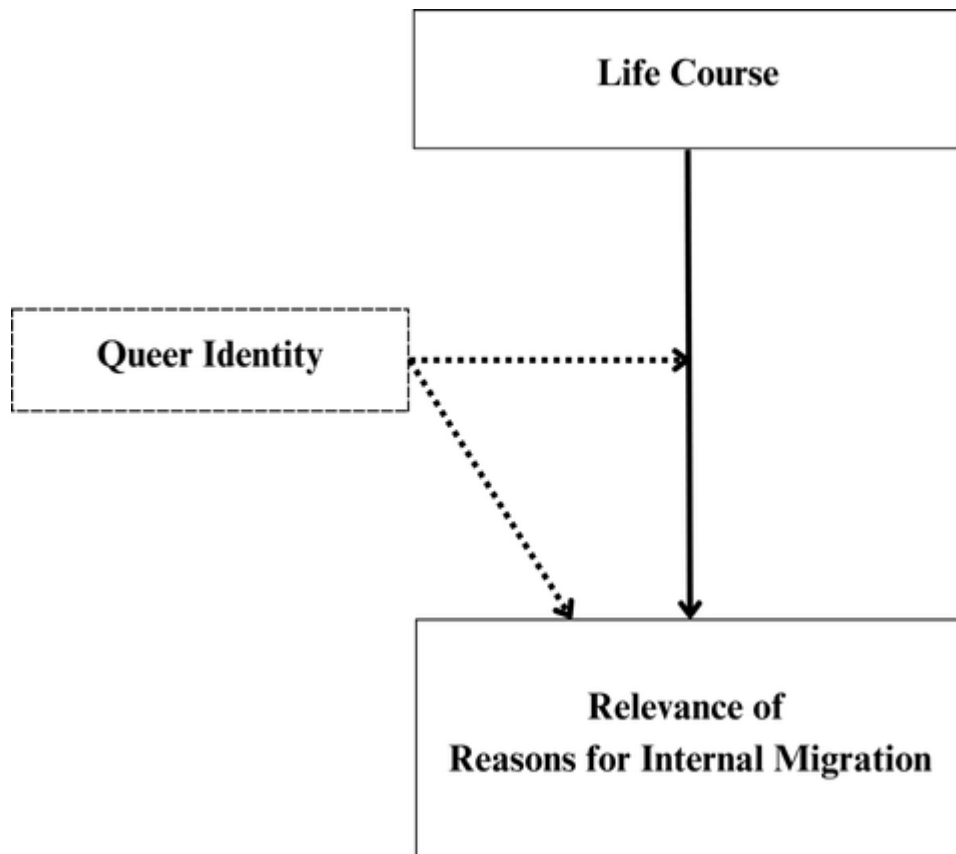 Life Course
Queer Identity
Relevance of
Reasons for Internal Migration